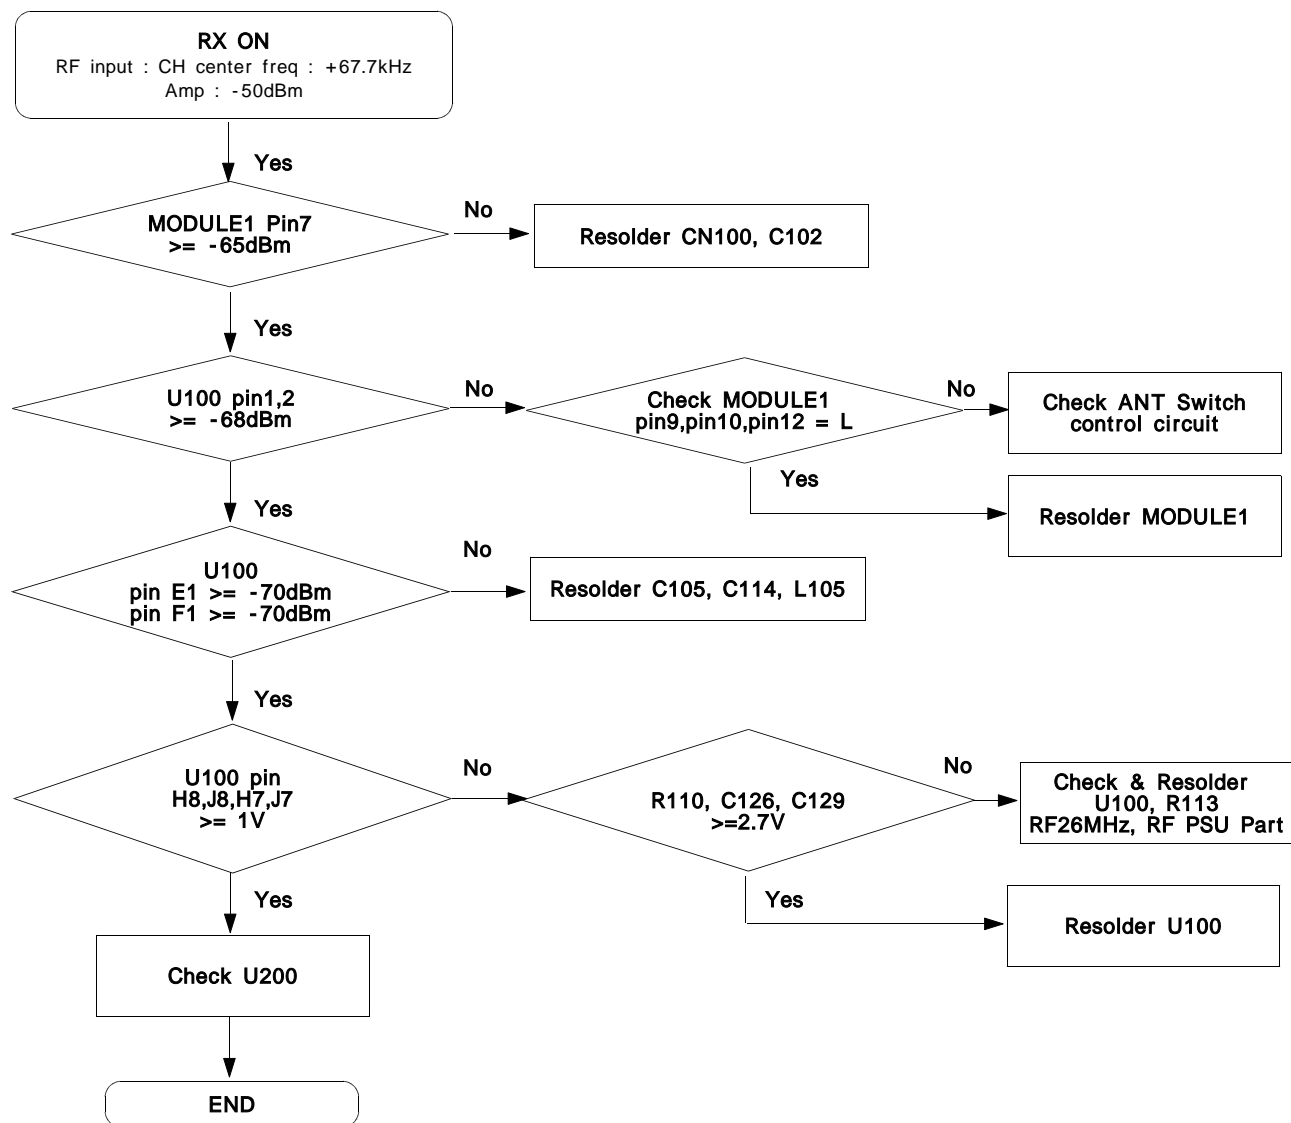 RX ON
RF input : CH center freq : +67.7kHz
Amp : -50dBm
Yes
MODULE1 Pin7
>= -65dBm
No
Resolder CN100, C102
Yes
U100 pin1,2
>= -68dBm
No
Check MODULE1
pin9,pin10,pin12 = L
No
Check ANT Switch
control circuit
Yes
Resolder MODULE1
Yes
U100
pin E1 >= -70dBm
pin F1 >= -70dBm
No
Resolder C105, C114, L105
Yes
U100 pin
H8,J8,H7,J7
>= 1V
No
R110, C126, C129
>=2.7V
No
Check & Resolder
U100, R113
RF26MHz, RF PSU Part
Yes
Resolder U100
Yes
Check U200
END